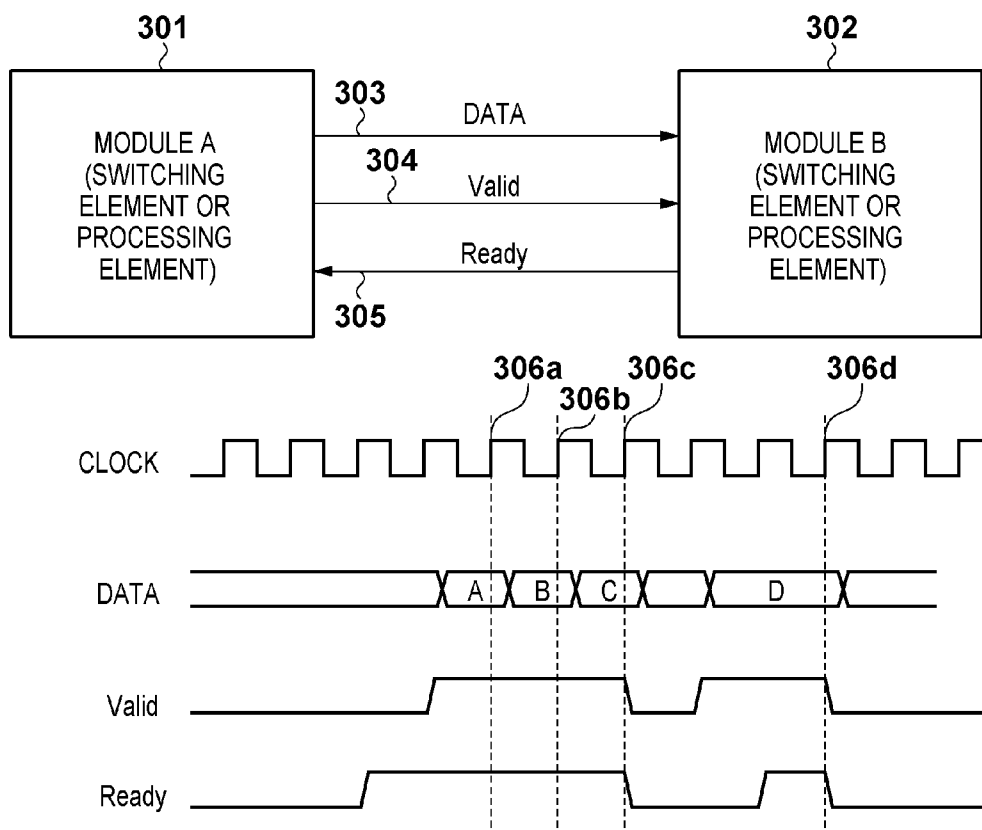 301
302
303
DATA
304
Valid
Ready
305
MODULE A
(SWITCHING
ELEMENT OR
PROCESSING
ELEMENT)
MODULE B
(SWITCHING
ELEMENT OR
PROCESSING
ELEMENT)
306a
306b
306c
306d
CLOCK
DATA
A
B
C
D
Valid
Ready